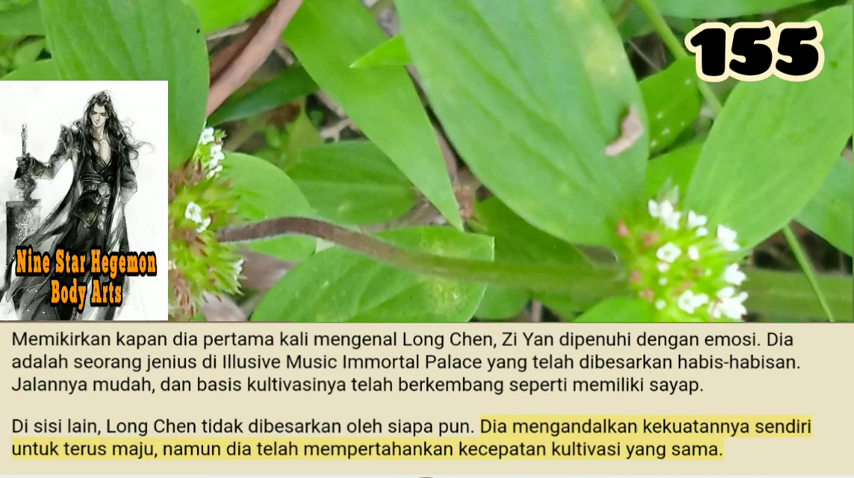 155
Nine Star Hegemon
Body Arts
Memikirkan kapan dia pertama kali mengenal Long Chen, Zi Yan dipenuhi dengan emosi. Dia
adalah seorang jenius di Illusive Music Immortal Palace yang telah dibesarkan habis-habisan.
Jalannya mudah, dan basis kultivasinya telah berkembang seperti memiliki sayap.
Di sisi lain, Long Chen tidak dibesarkan oleh siapa pun. Dia mengandalkan kekuatannya sendiri
untuk terus maju, namun dia telah mempertahankan kecepatan kultivasi yang sama.